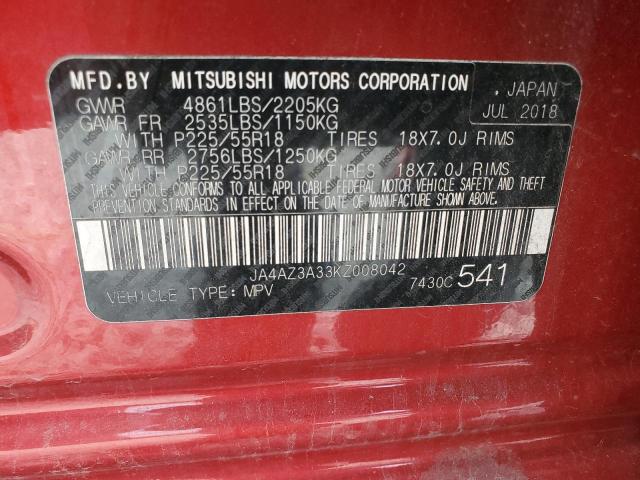 MFD.BY MITSUBISHI MOTORS CORPORATION . JAPAN
GVWR 4861LBS/2205KG JUL 2018
GAWR FR 2535LBS/1150KG
WITH P225/55R18 TIRES 18X7.0J RIMS
GAWR RR 2756LBS/1250KG
WITH P225/55R18 TIRES 18X7.0J RIMS
THIS VEHICLE CONFORMS TO ALL APPLICABLE FEDERAL MOTOR VEHICLE SAFETY AND THEFT
PREVENTION STANDARDS IN EFFECT ON THE DATE OF MANUFACTURE SHOWN ABOVE.
JA4AZ3A33KZ008042
VEHICLE TYPE: MPV 7430C 541